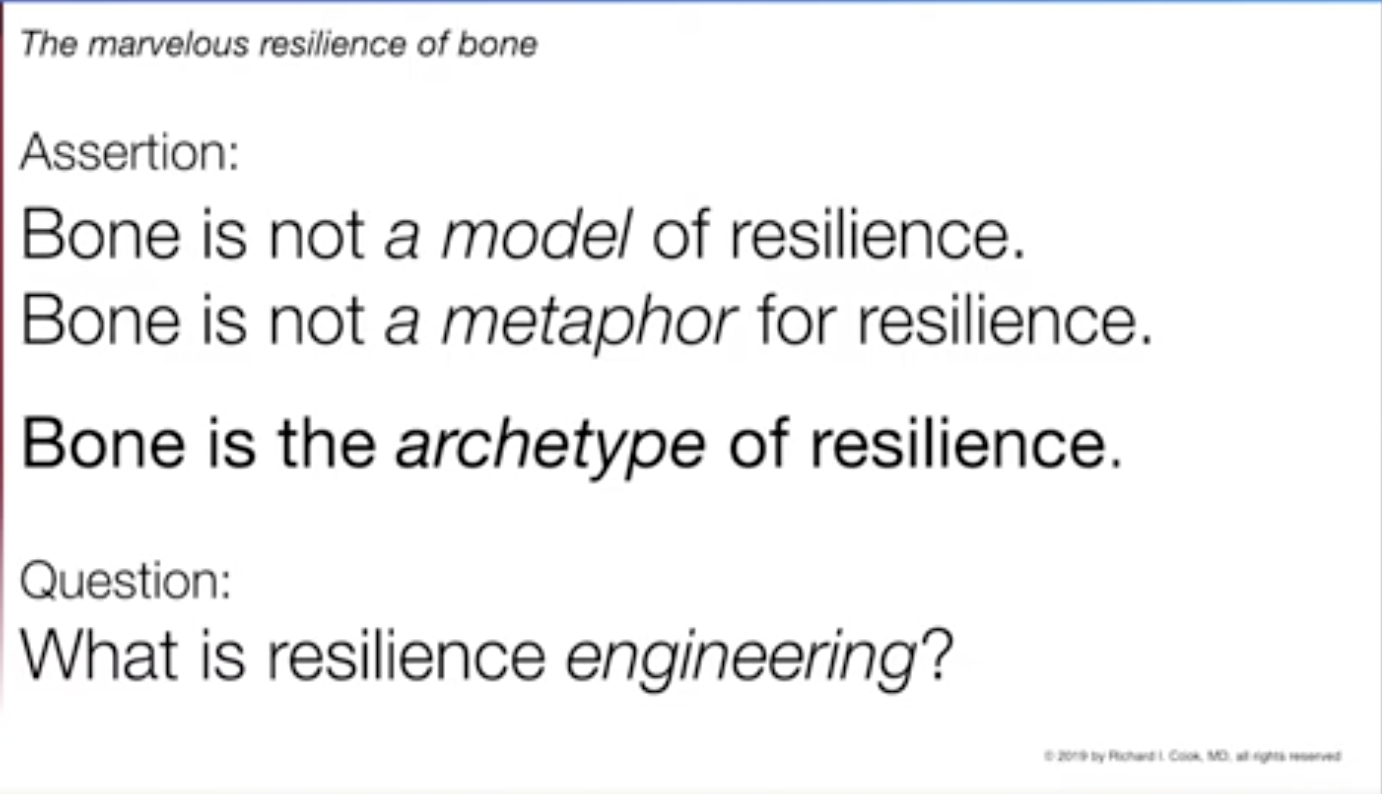 The marvelous resilience of bone
Assertion:
Bone is not a model of resilience.
Bone is not a metaphor for resilience.
Bone is the archetype of resilience.
Question:
What is resilience engineering?
© 2019 by Richard I. Cook, MD, all rights reserved